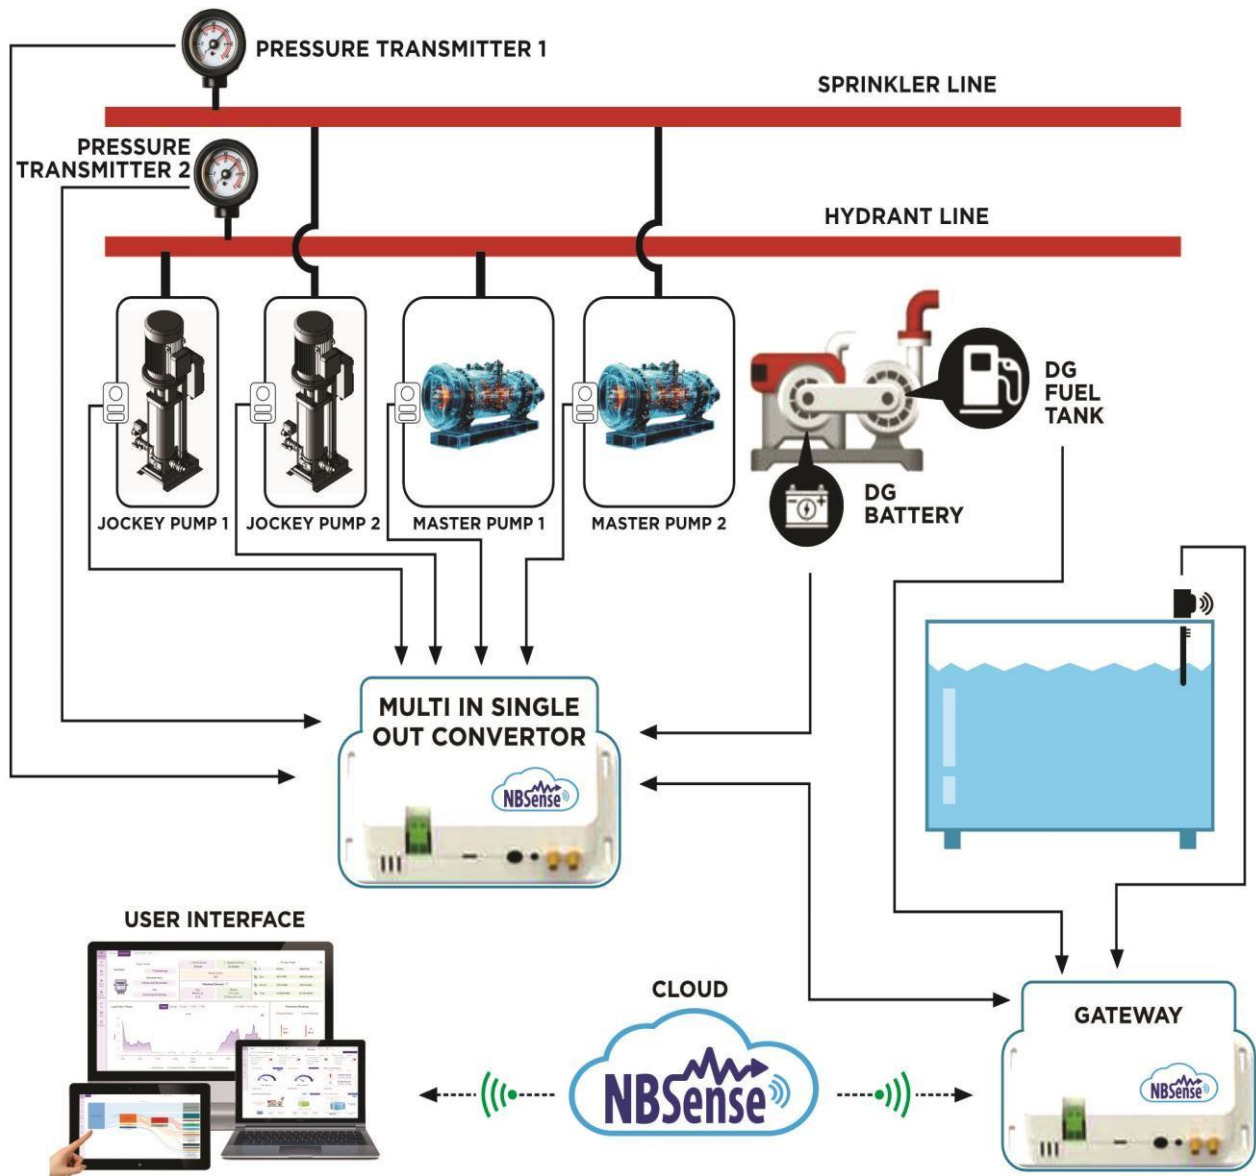 PRESSURE TRANSMITTER 1
SPRINKLER LINE
PRESSURE
TRANSMITTER 2
HYDRANT LINE
DG
FUEL
TANK
DG
BATTERY
JOCKEY PUMP 1
JOCKEY PUMP 2
MASTER PUMP 1
MASTER PUMP 2
MULTI IN SINGLE
OUT CONVERTOR
NBSense
USER INTERFACE
CLOUD
NBSense
GATEWAY
NBSense